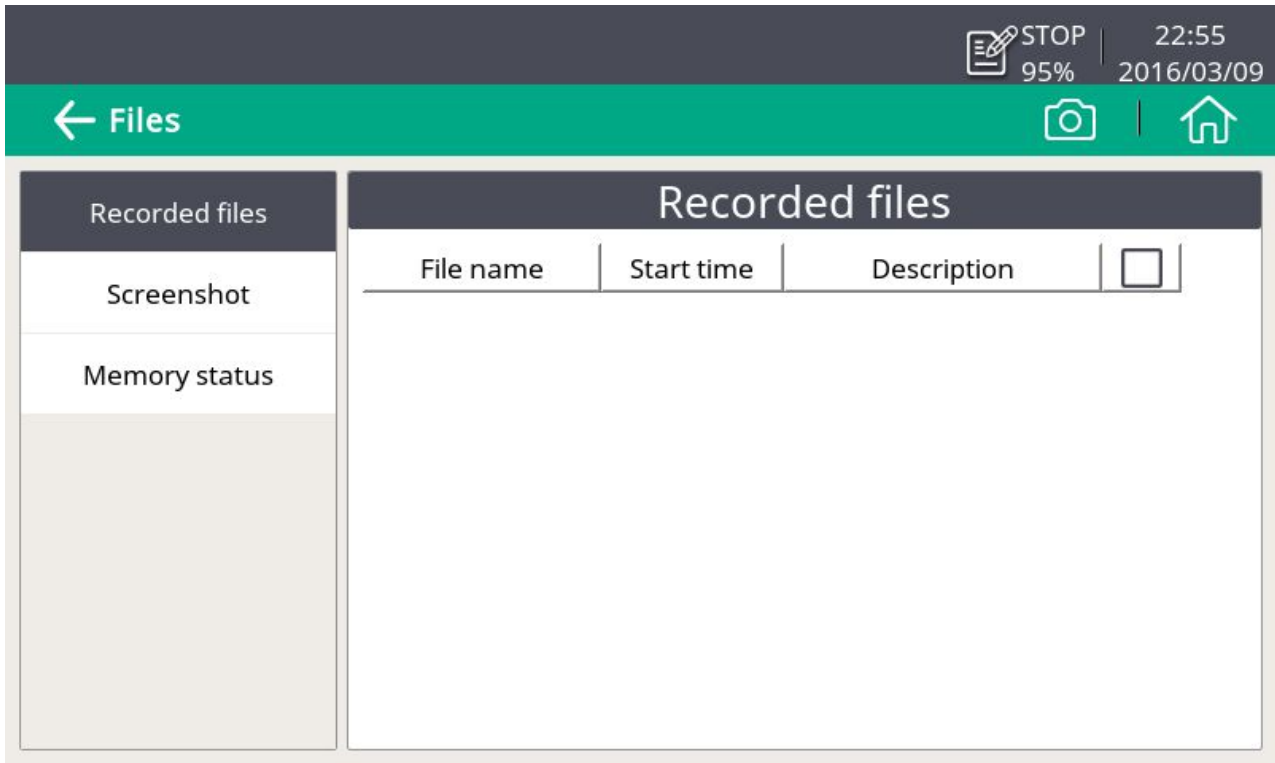 STOP 22:55
95% 2016/03/09
Files
Recorded files
Screenshot
Memory status
Recorded files
File name Start time Description